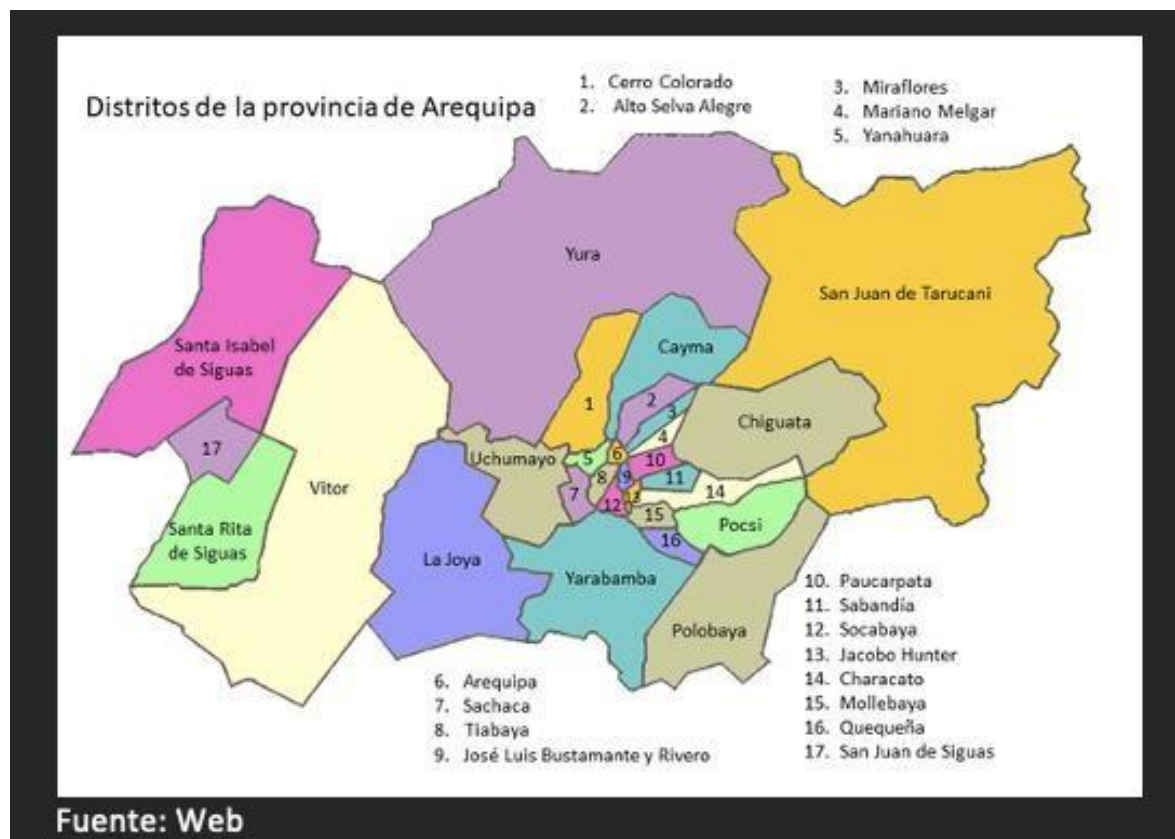 Distritos de la provincia de Arequipa
1. Cerro Colorado
2. Alto Selva Alegre
3. Miraflores
4. Mariano Melgar
5. Yanahuara
Yura
San Juan de Tarucani
Santa Isabel
de Siguas
Cayma
1
2
3
4
Chiguata
17
Uchumayo
5
6
10
Vitor
7
8
9
11
14
12
13
15
Pocsi
Santa Rita
de Siguas
16
La Joya
Yarabamba
Polobaya
10. Paucarpata
11. Sabandía
12. Socabaya
13. Jacobo Hunter
14. Characato
15. Mollebaya
16. Quequeña
17. San Juan de Siguas
6. Arequipa
7. Sachaca
8. Tiabaya
9. José Luis Bustamante y Rivero
Fuente: Web